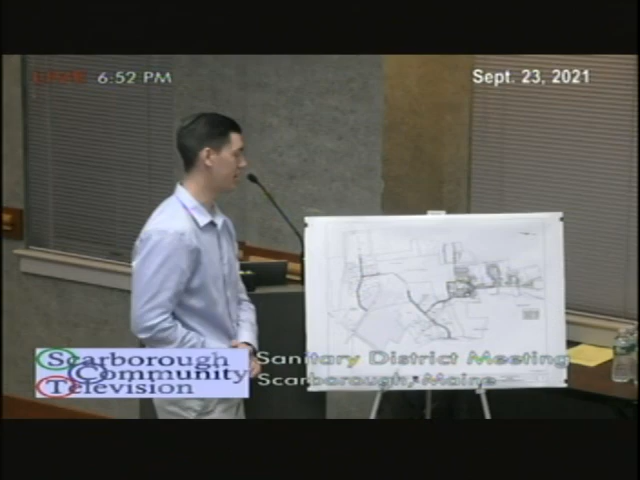 LIVE 6:52 PM
Sept. 23, 2021
Scarborough
Community
Television
Sanitary District Meeting
Scarborough, Maine